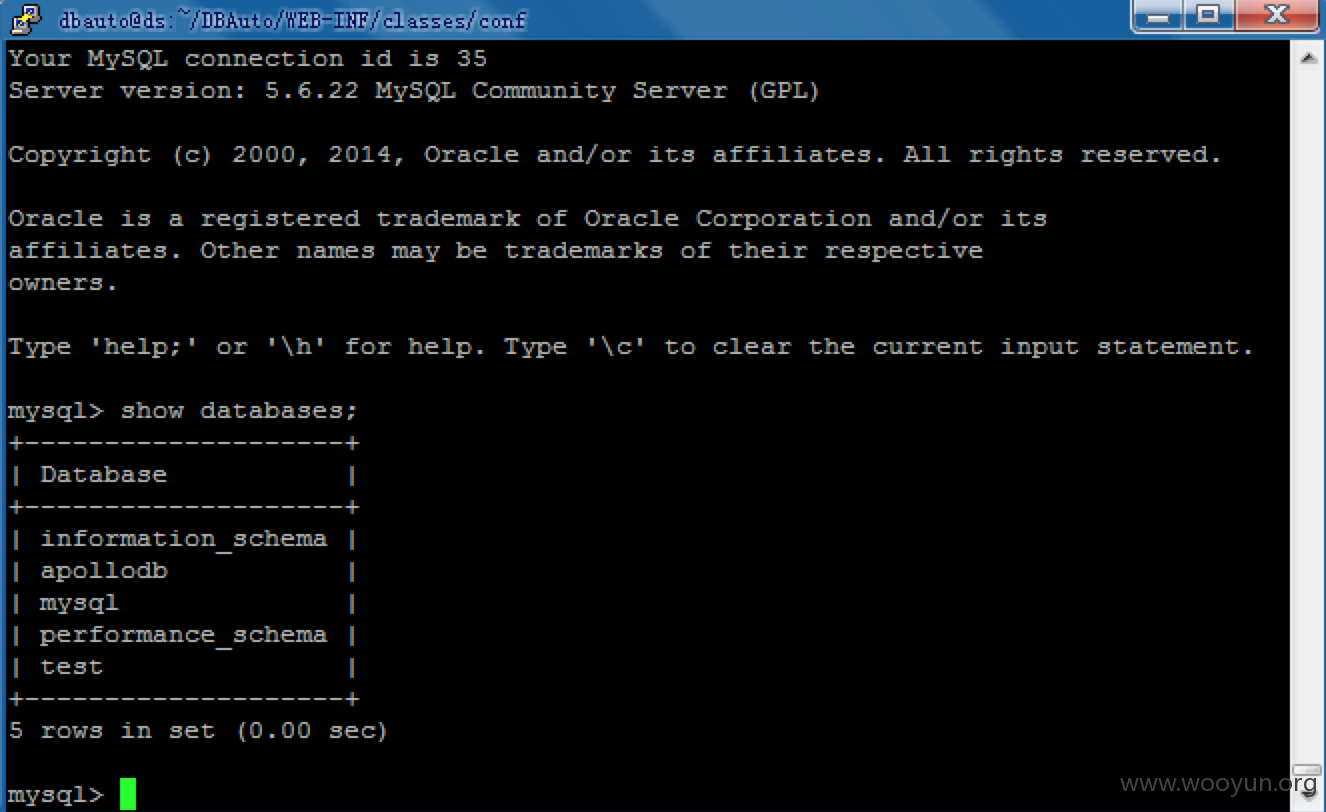 dbauto@ds:~/DBAuto/WEB-INF/classes/conf
Your MySQL connection id is 35
Server version: 5.6.22 MySQL Community Server (GPL)
Copyright (c) 2000, 2014, Oracle and/or its affiliates. All rights reserved.
Oracle is a registered trademark of Oracle Corporation and/or its
affiliates. Other names may be trademarks of their respective
owners.
Type 'help;' or '\h' for help. Type '\c' to clear the current input statement.
mysql> show databases;
+--------------------+
| Database           |
+--------------------+
| information_schema |
| apollodb           |
| mysql              |
| performance_schema |
| test               |
+--------------------+
5 rows in set (0.00 sec)
mysql>
www.wooyun.org